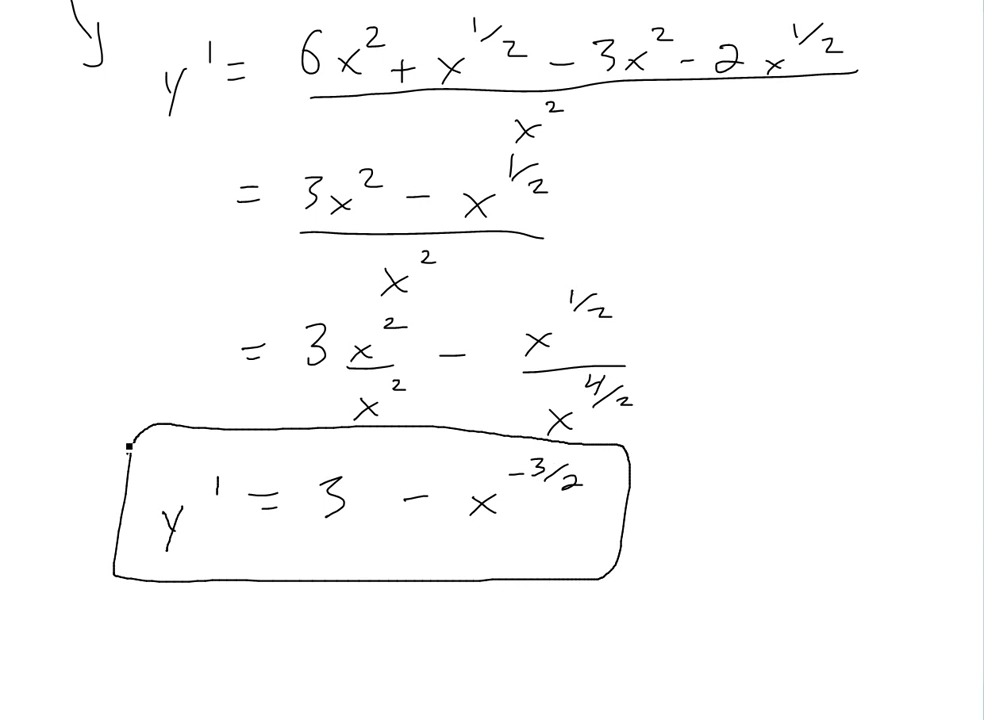 y
y' = 6x^2 + x^{1/2} - 3x^2 - 2x^{1/2}
x^2
= 3x^2 - x^{1/2}
x^2
= 3 x^2 - x^{1/2}
x^2 x^{4/2}
y' = 3 - x^{-3/2}